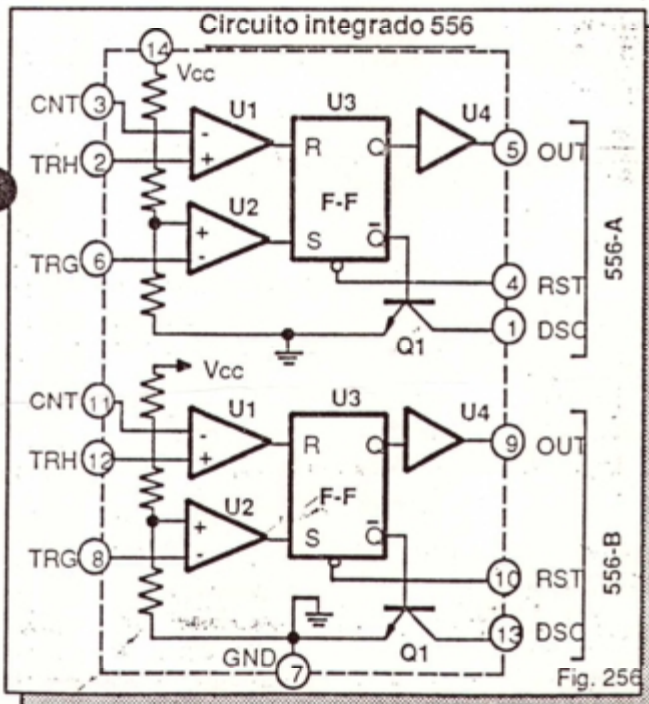 Circuito integrado 556
14
Vcc
CNT 3
U1
U3
U4
-
+
R
Q
5 OUT
TRH 2
F-F
U2
+
-
S
Q̅
TRG 6
4 RST
1 DSC
Q1
556-A
Vcc
CNT 11
U1
U3
U4
-
+
R
Q
9 OUT
TRH 12
F-F
U2
+
-
S
Q̅
TRG 8
10 RST
13 DSC
Q1
GND
7
556-B
Fig. 256